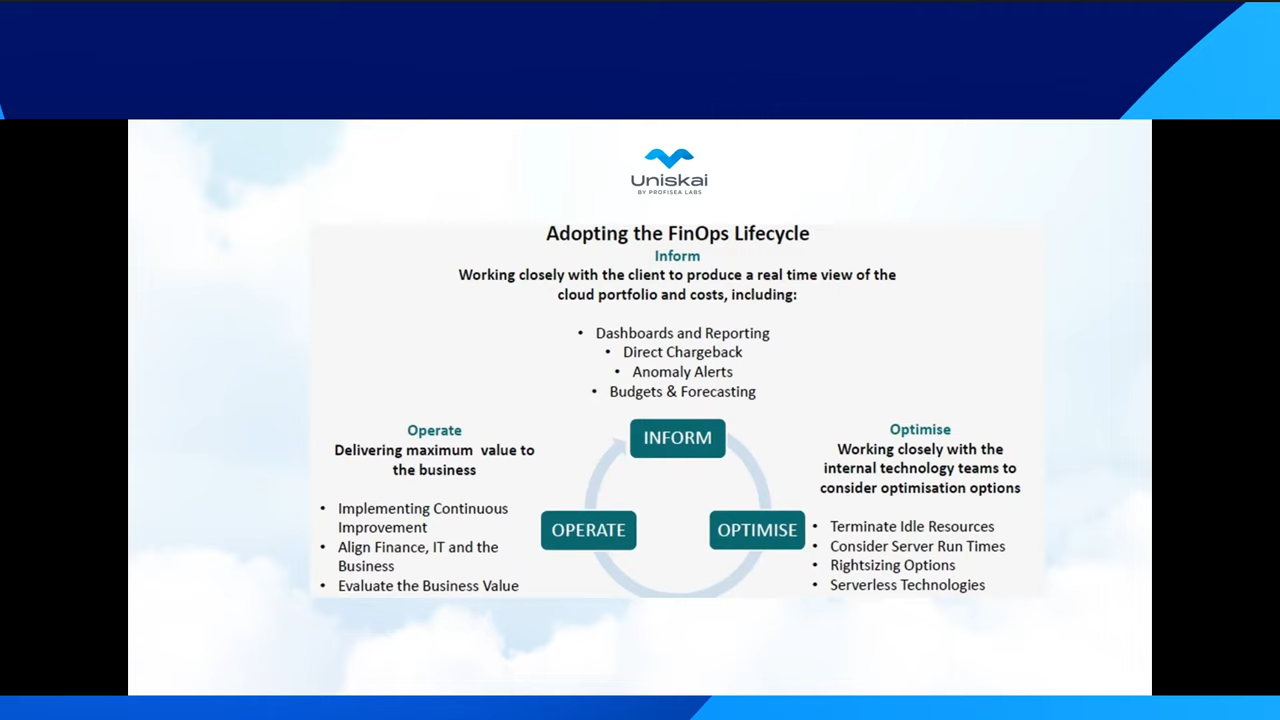 Uniskai
BY PROFISEA LABS
Adopting the FinOps Lifecycle
Inform
Working closely with the client to produce a real time view of the
cloud portfolio and costs, including:
• Dashboards and Reporting
• Direct Chargeback
• Anomaly Alerts
• Budgets & Forecasting
INFORM
Operate
Delivering maximum value to
the business
• Implementing Continuous
Improvement
• Align Finance, IT and the
Business
• Evaluate the Business Value
OPERATE
OPTIMISE
Optimise
Working closely with the
internal technology teams to
consider optimisation options
• Terminate Idle Resources
• Consider Server Run Times
• Rightsizing Options
• Serverless Technologies